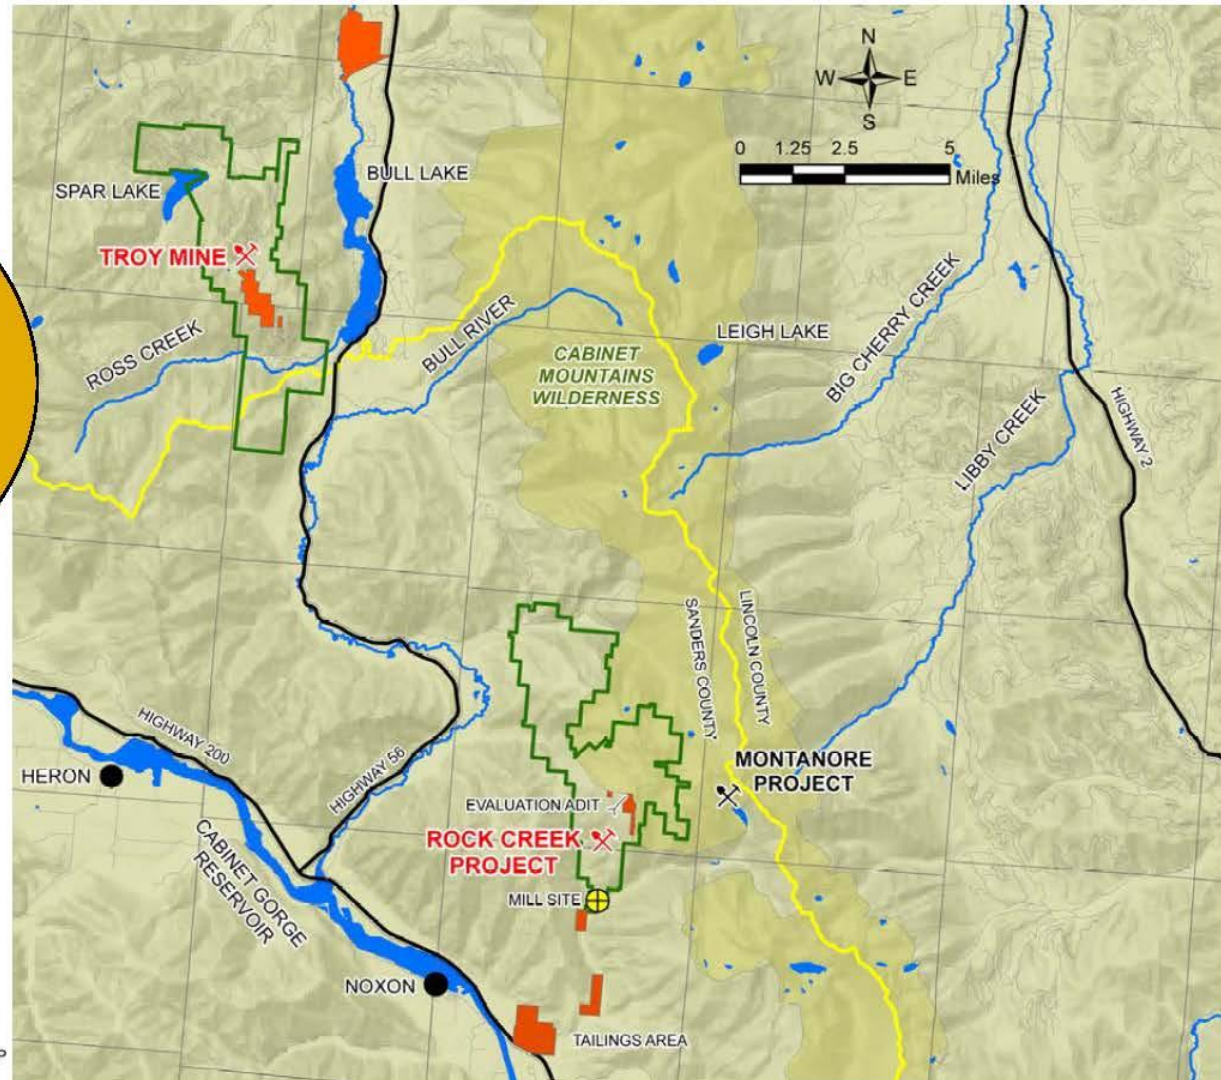 N
W E
S
0 1.25 2.5 5
Miles
SPAR LAKE
BULL LAKE
TROY MINE
ROSS CREEK
BULL RIVER
LEIGH LAKE
CABINET
MOUNTAINS
WILDERNESS
BIG CHERRY CREEK
LIBBY CREEK
HIGHWAY 2
SANDERS COUNTY
LINCOLN COUNTY
HIGHWAY 200
HERON
HIGHWAY 56
MONTANORE
PROJECT
EVALUATION ADIT
ROCK CREEK
PROJECT
CABINET GORGE
RESERVOIR
MILL SITE
NOXON
TAILINGS AREA